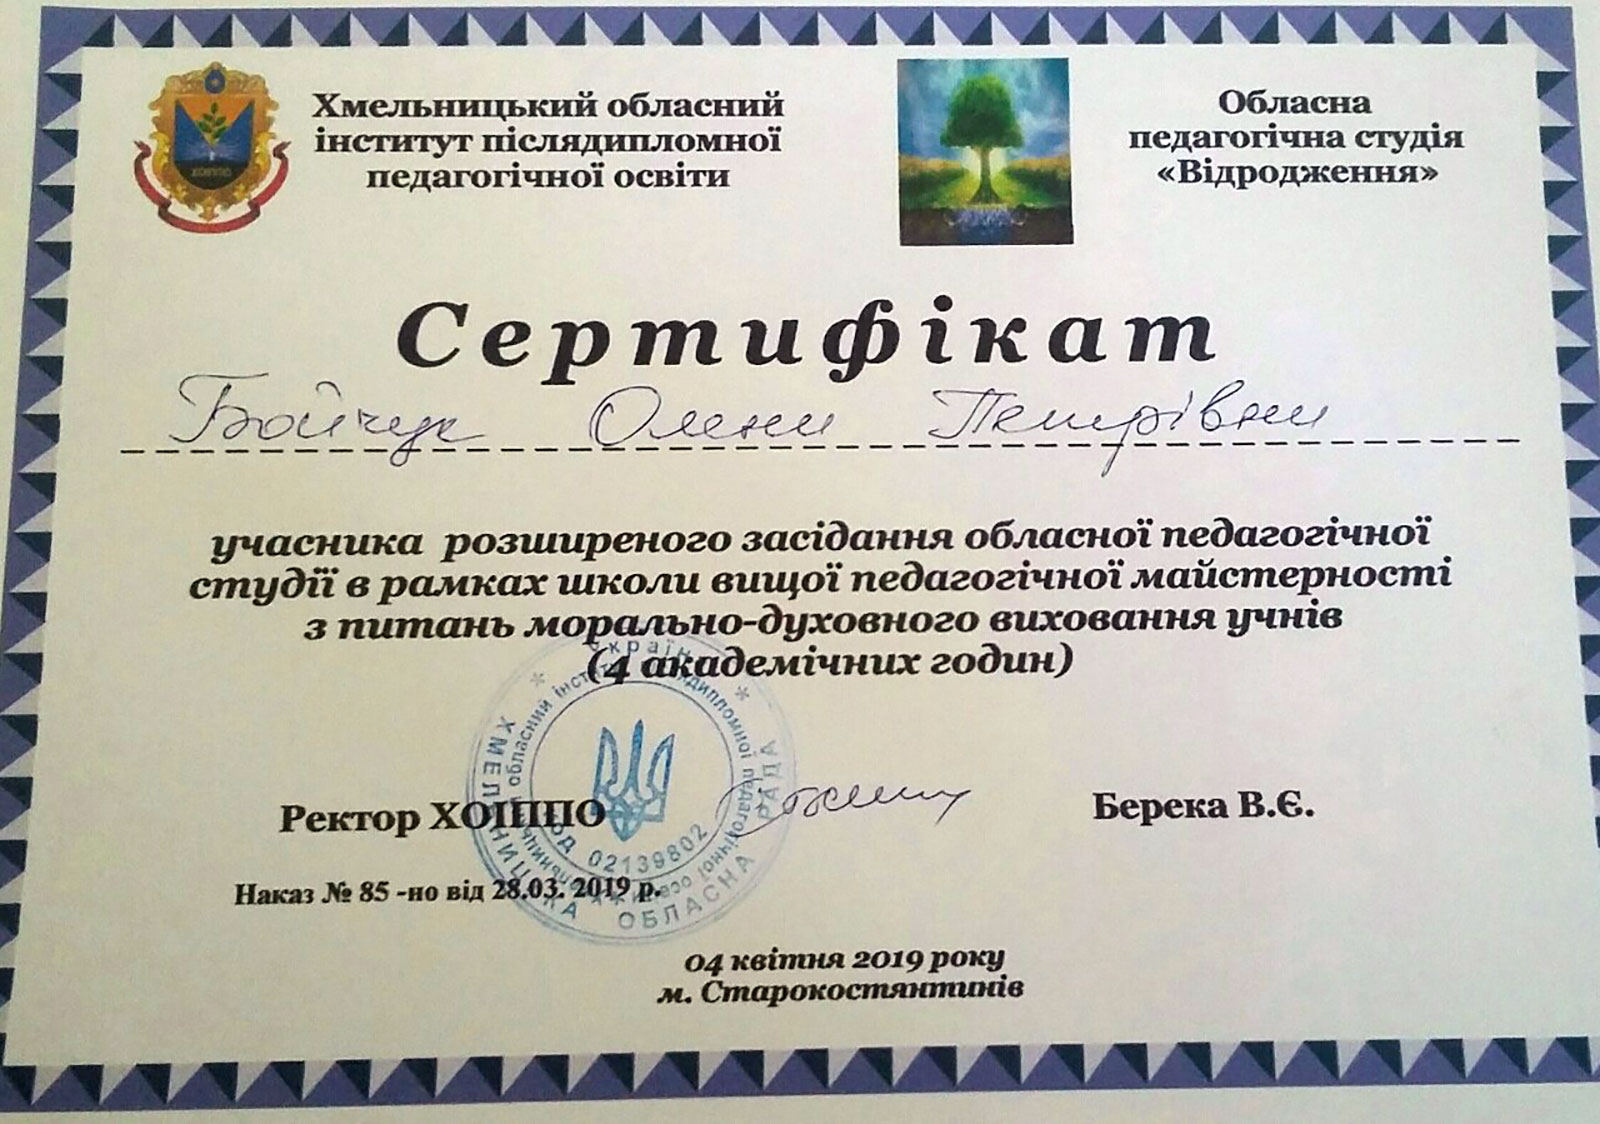 Хмельницький обласний
інститут післядипломної
педагогічної освіти
Обласна
педагогічна студія
«Відродження»
Сертифікат
Бойчук Олени Петрівни
учасника розширеного засідання обласної педагогічної
студії в рамках школи вищої педагогічної майстерності
з питань морально-духовного виховання учнів
(4 академічних годин)
Ректор ХОІППО
Берека В.Є.
Наказ № 85 -но від 28.03. 2019 р.
04 квітня 2019 року
м. Старокостянтинів
ХМЕЛЬНИЦЬКА ОБЛАСНА РАДА
обласний інститут післядипломної педагогічної освіти
код 02139802